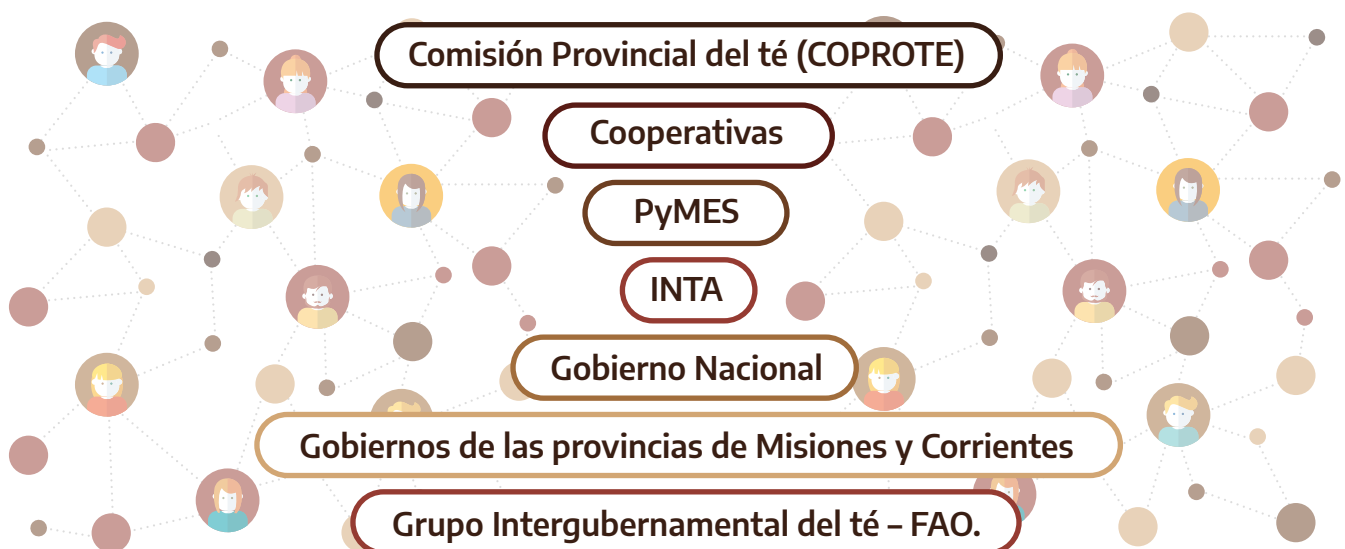 Comisión Provincial del té (COPROTE)
Cooperativas
PyMES
INTA
Gobierno Nacional
Gobiernos de las provincias de Misiones y Corrientes
Grupo Intergubernamental del té – FAO.